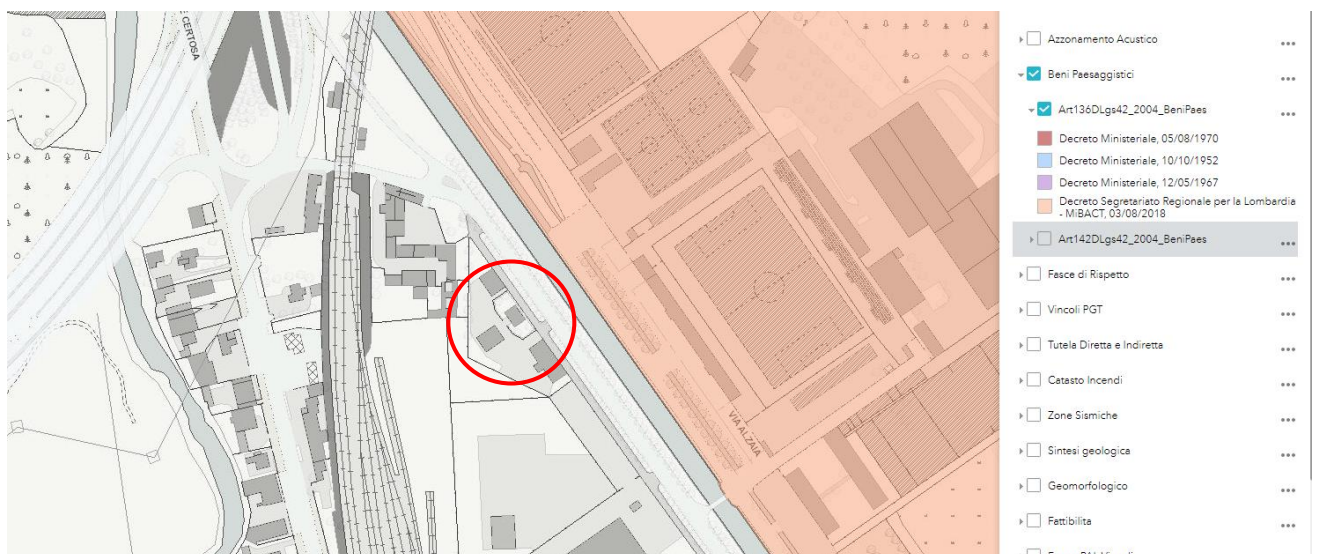 CERTOSA
VIA ALZAIA
Azzonamento Acustico
Beni Paesaggistici
Art136DLgs42_2004_BeniPaes
Decreto Ministeriale, 05/08/1970
Decreto Ministeriale, 10/10/1952
Decreto Ministeriale, 12/05/1967
Decreto Segretariato Regionale per la Lombardia
- MiBACT, 03/08/2018
Art142DLgs42_2004_BeniPaes
Fasce di Rispetto
Vincoli PGT
Tutela Diretta e Indiretta
Catasto Incendi
Zone Sismiche
Sintesi geologica
Geomorfologico
Fattibilita